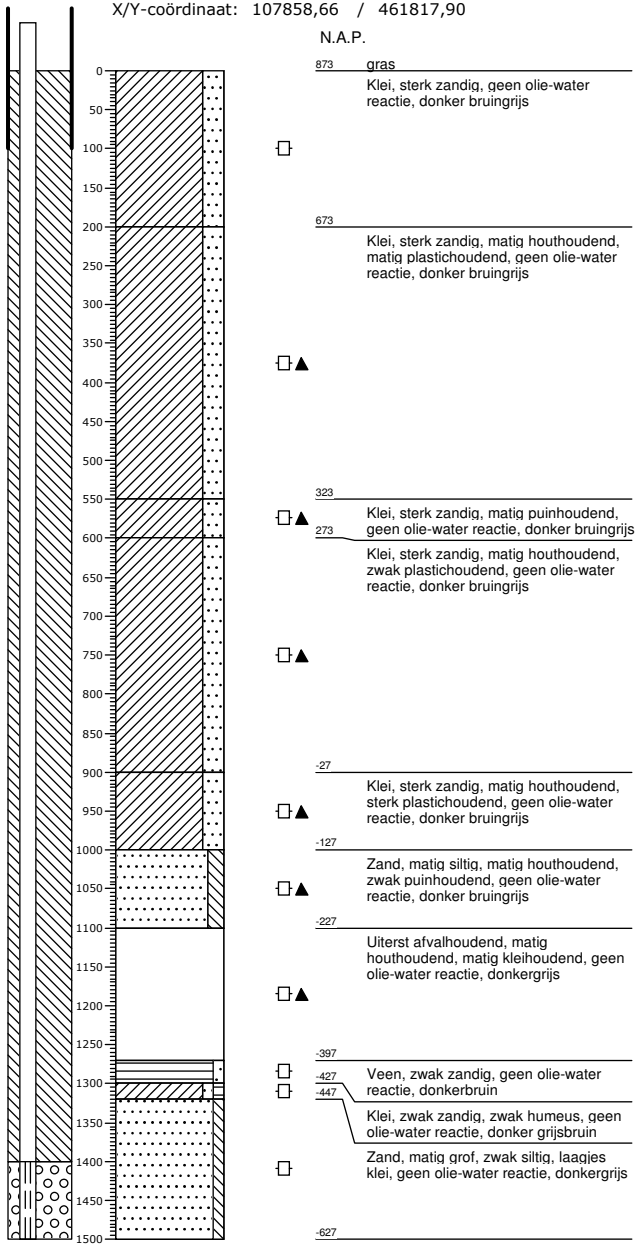 X/Y-coördinaat: 107858,66 / 461817,90
N.A.P.
0
50
100
150
200
250
300
350
400
450
500
550
600
650
700
750
800
850
900
950
1000
1050
1100
1150
1200
1250
1300
1350
1400
1450
1500
873 gras
Klei, sterk zandig, geen olie-water
reactie, donker bruingrijs
673
Klei, sterk zandig, matig houthoudend,
matig plastichoudend, geen olie-water
reactie, donker bruingrijs
323
Klei, sterk zandig, matig puinhoudend,
geen olie-water reactie, donker bruingrijs
273
Klei, sterk zandig, matig houthoudend,
zwak plastichoudend, geen olie-water
reactie, donker bruingrijs
-27
Klei, sterk zandig, matig houthoudend,
sterk plastichoudend, geen olie-water
reactie, donker bruingrijs
-127
Zand, matig siltig, matig houthoudend,
zwak puinhoudend, geen olie-water
reactie, donker bruingrijs
-227
Uiterst afvalhoudend, matig
houthoudend, matig kleihoudend, geen
olie-water reactie, donkergrijs
-397
Veen, zwak zandig, geen olie-water
reactie, donkerbruin
-427
Klei, zwak zandig, zwak humeus, geen
olie-water reactie, donker grijsbruin
-447
Zand, matig grof, zwak siltig, laagjes
klei, geen olie-water reactie, donkergrijs
-627